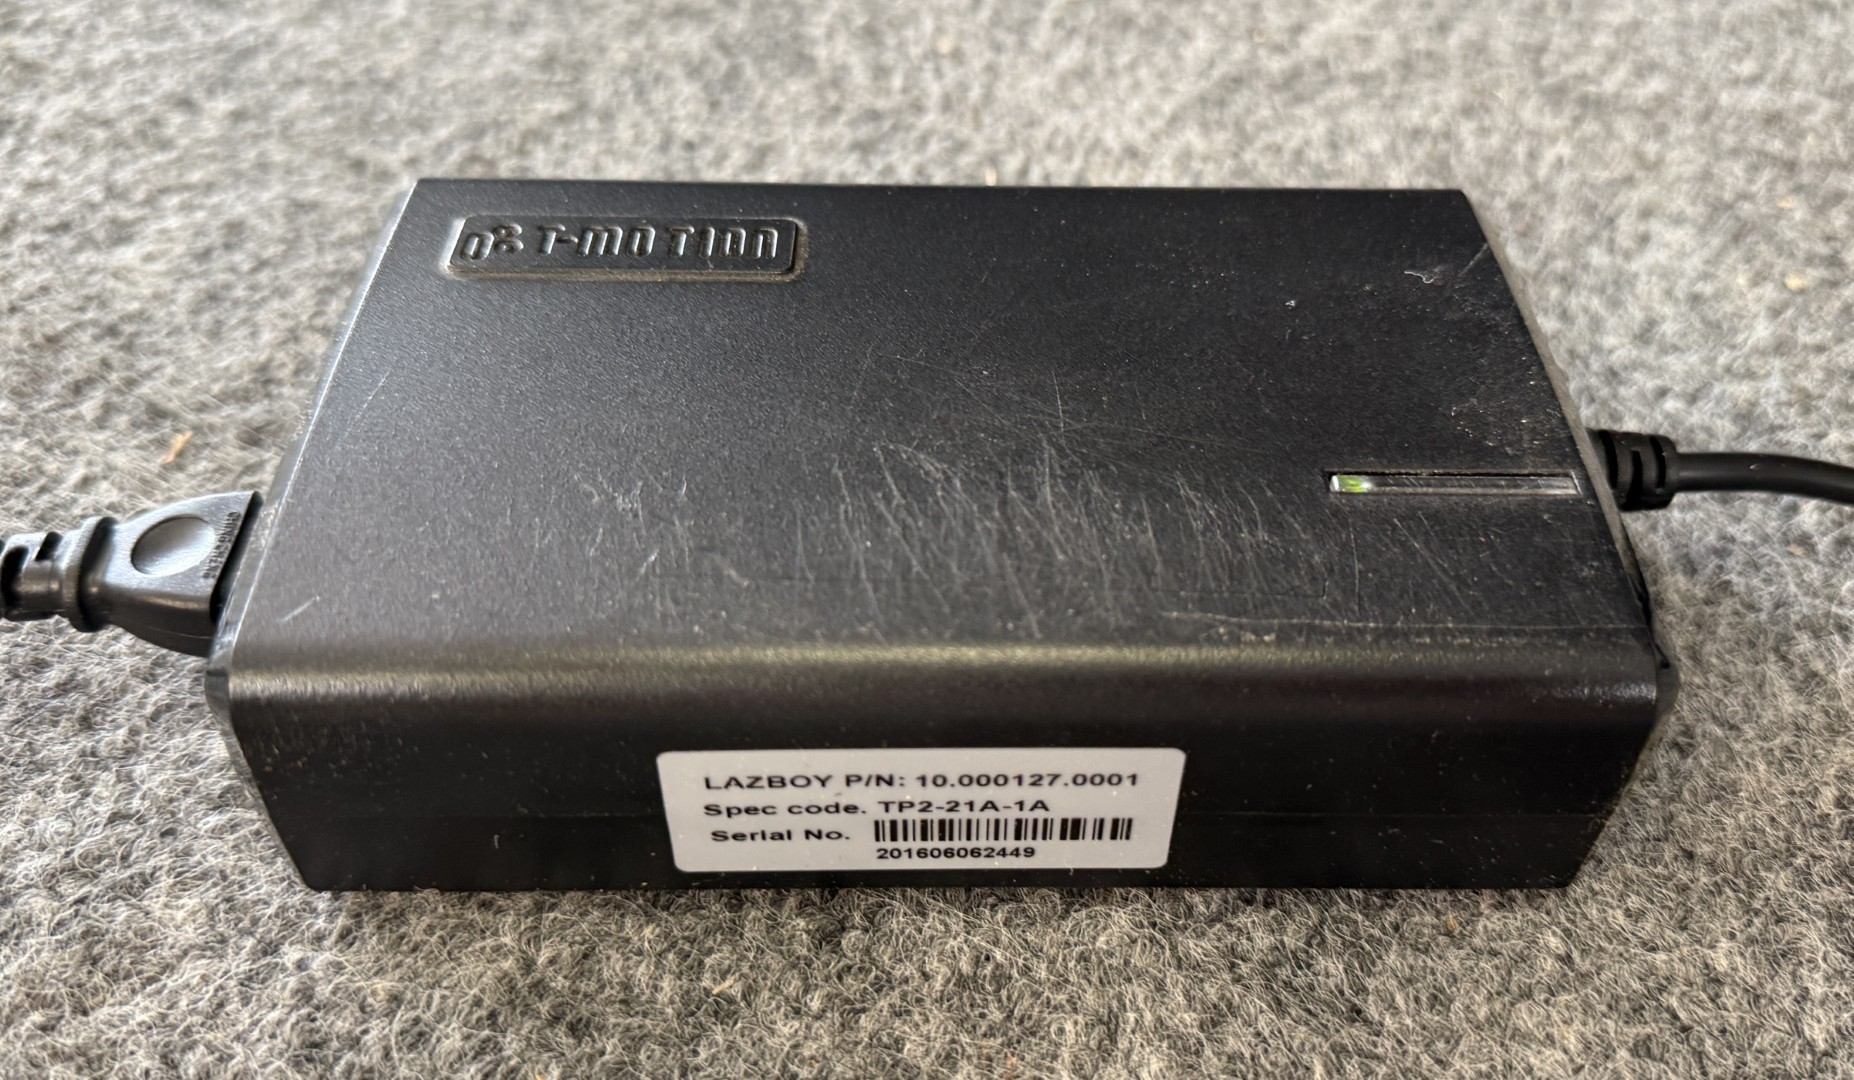 T-MOTION
LAZBOY P/N: 10.000127.0001
Spec code. TP2-21A-1A
Serial No.
201606062449